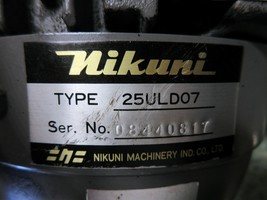 nikuni
TYPE 25ULD07
Ser. No. 08440817
ニクニ NIKUNI MACHINERY IND CO., LTD